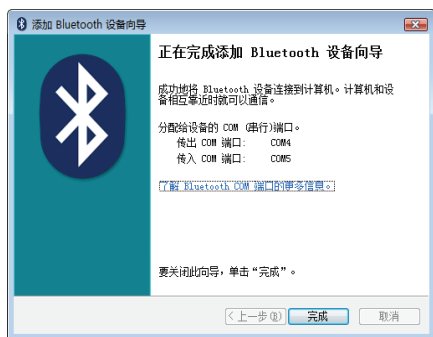 添加 Bluetooth 设备向导
正在完成添加 Bluetooth 设备向导
成功地将 Bluetooth 设备连接到计算机。计算机和设
备相互靠近时就可以通信。
分配给设备的 COM (串行)端口。
传出 COM 端口: COM4
传入 COM 端口: COM5
了解 Bluetooth COM 端口的更多信息。
要关闭此向导，单击“完成”。
< 上一步(B) 完成 取消